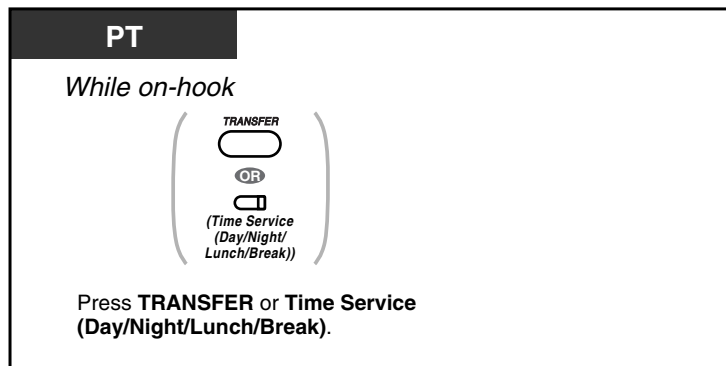 PT
While on-hook
TRANSFER
OR
(Time Service
(Day/Night/
Lunch/Break))
Press TRANSFER or Time Service
(Day/Night/Lunch/Break).